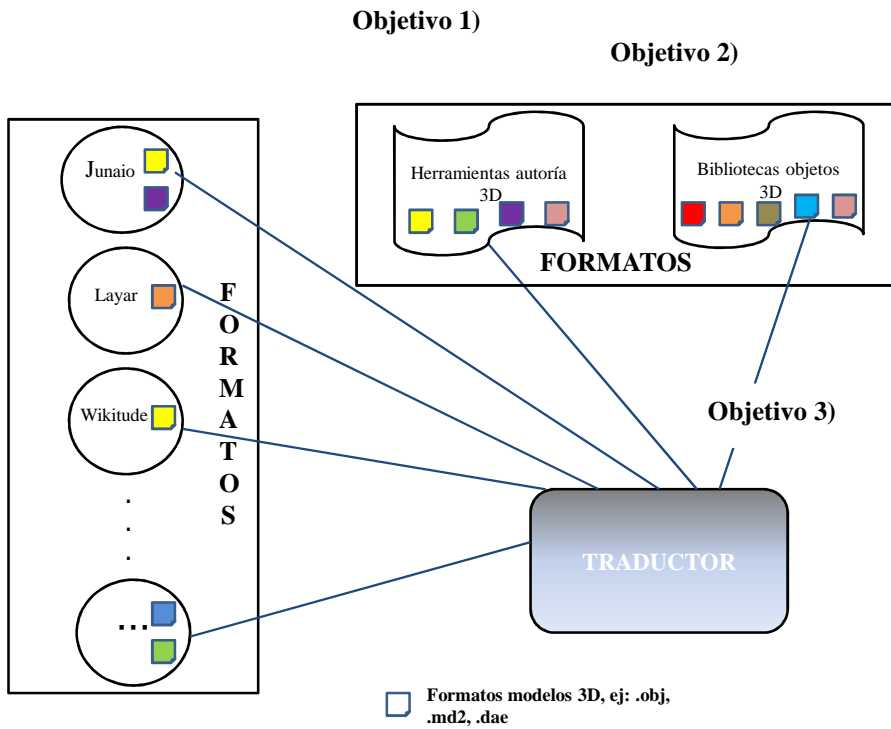 Objetivo 1)
Objetivo 2)
Junaio
Layar
Wikitude
.
.
.
...
F
O
R
M
A
T
O
S
Herramientas autoría
3D
Bibliotecas objetos
3D
FORMATOS
Objetivo 3)
TRADUCTOR
Formatos modelos 3D, ej: .obj,
.md2, .dae